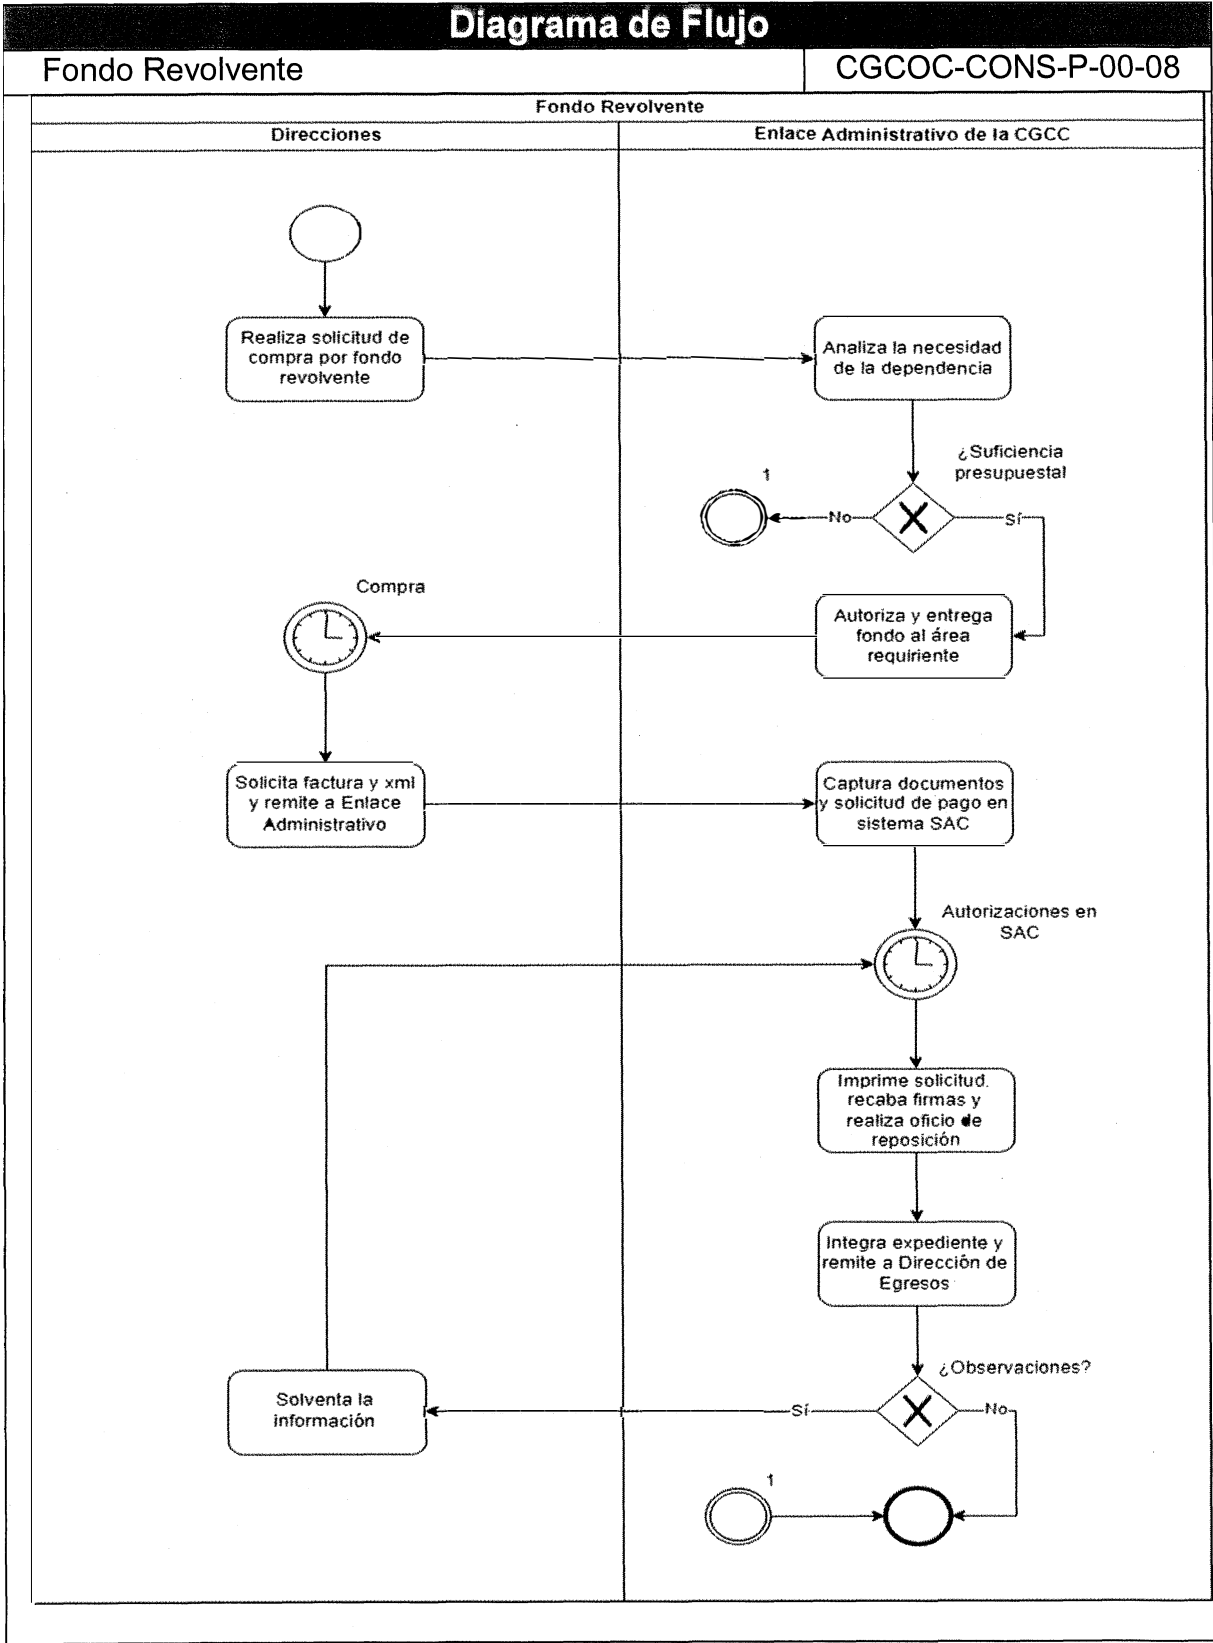 Diagrama de Flujo
Fondo Revolvente
CGCOC-CONS-P-00-08
Fondo Revolvente
Direcciones
Enlace Administrativo de la CGCC
Realiza solicitud de
compra por fondo
revolvente
Analiza la necesidad
de la dependencia
¿Suficiencia
presupuestal
1
No
Sí
Compra
Autoriza y entrega
fondo al área
requiriente
Solicita factura y xml
y remite a Enlace
Administrativo
Captura documentos
y solicitud de pago en
sistema SAC
Autorizaciones en
SAC
Imprime solicitud.
recaba firmas y
realiza oficio de
reposición
Integra expediente y
remite a Dirección de
Egresos
¿Observaciones?
Solventa la
información
Sí
No
1